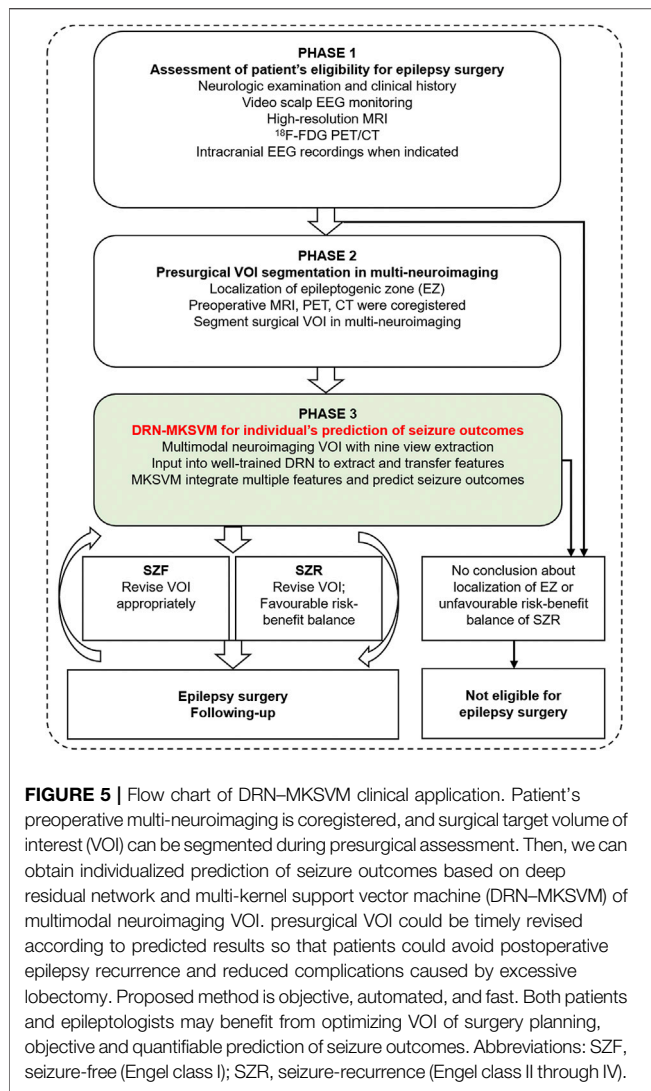 PHASE 1
Assessment of patient's eligibility for epilepsy surgery
Neurologic examination and clinical history
Video scalp EEG monitoring
High-resolution MRI
¹⁸F-FDG PET/CT
Intracranial EEG recordings when indicated
PHASE 2
Presurgical VOI segmentation in multi-neuroimaging
Localization of epileptogenic zone (EZ)
Preoperative MRI, PET, CT were coregistered
Segment surgical VOI in multi-neuroimaging
PHASE 3
DRN-MKSVM for individual's prediction of seizure outcomes
Multimodal neuroimaging VOI with nine view extraction
Input into well-trained DRN to extract and transfer features
MKSVM integrate multiple features and predict seizure outcomes
SZF
Revise VOI
appropriately
SZR
Revise VOI;
Favourable risk-
benefit balance
No conclusion about
localization of EZ or
unfavourable risk-benefit
balance of SZR
Epilepsy surgery
Following-up
Not eligible for
epilepsy surgery
FIGURE 5 | Flow chart of DRN–MKSVM clinical application. Patient's
preoperative multi-neuroimaging is coregistered, and surgical target volume of
interest (VOI) can be segmented during presurgical assessment. Then, we can
obtain individualized prediction of seizure outcomes based on deep
residual network and multi-kernel support vector machine (DRN–MKSVM) of
multimodal neuroimaging VOI. presurgical VOI could be timely revised
according to predicted results so that patients could avoid postoperative
epilepsy recurrence and reduced complications caused by excessive
lobectomy. Proposed method is objective, automated, and fast. Both patients
and epileptologists may benefit from optimizing VOI of surgery planning,
objective and quantifiable prediction of seizure outcomes. Abbreviations: SZF,
seizure-free (Engel class I); SZR, seizure-recurrence (Engel class II through IV).